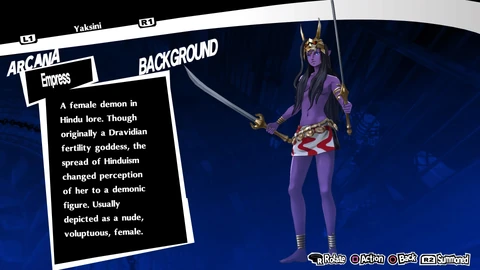 L1 Yaksini R1
ARCANA
Empress
BACKGROUND
A female demon in
Hindu lore. Though
originally a Dravidian
fertility goddess, the
spread of Hinduism
changed perception
of her to a demonic
figure. Usually
depicted as a nude,
voluptuous, female.
R Rotate Action Back R2 Summoned